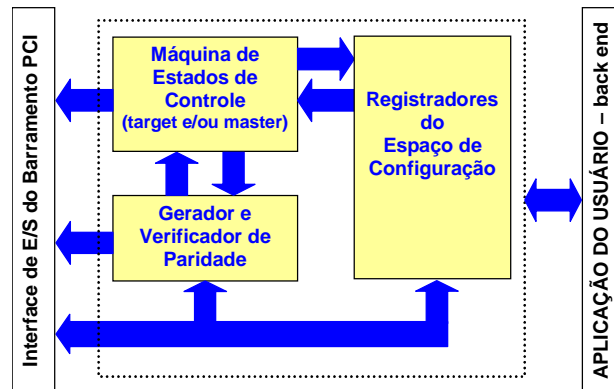 Interface de E/S do Barramento PCI
Máquina de
Estados de
Controle
(target e/ou master)
Gerador e
Verificador de
Paridade
Registradores
do
Espaço de
Configuração
APLICAÇÃO DO USUÁRIO – back end